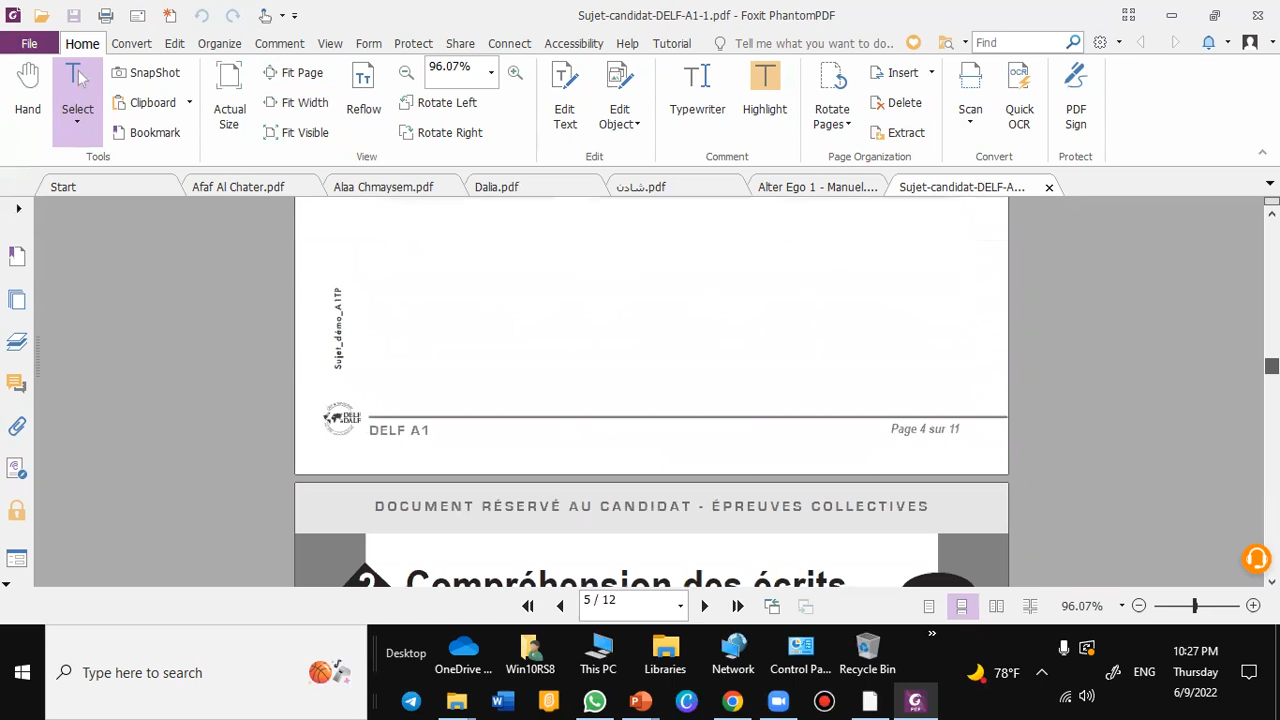 Sujet-candidat-DELF-A1-1.pdf - Foxit PhantomPDF
File Home Convert Edit Organize Comment View Form Protect Share Connect Accessibility Help Tutorial Tell me what you want to do.. Find
Hand
Select
SnapShot
Clipboard
Bookmark
Tools
Actual Size
Fit Page
Fit Width
Fit Visible
Reflow
96.07%
Rotate Left
Rotate Right
View
Edit Text
Edit Object
Edit
Typewriter
Highlight
Comment
Rotate Pages
Insert
Delete
Extract
Page Organization
Scan
Quick OCR
Convert
PDF Sign
Protect
Start Afaf Al Chater.pdf Alaa Chmaysem.pdf Dalia.pdf شادن.pdf Alter Ego 1 - Manuel.... Sujet-candidat-DELF-A...
Sujet_démo_A1TP
DELF DALF
DELF A1
Page 4 sur 11
DOCUMENT RÉSERVÉ AU CANDIDAT - ÉPREUVES COLLECTIVES
2 Compréhension des écrits
5 / 12
96.07%
Type here to search
Desktop
OneDrive ...
Win10RS8
This PC
Libraries
Network
Control Pa...
Recycle Bin
78°F
ENG
10:27 PM
Thursday
6/9/2022